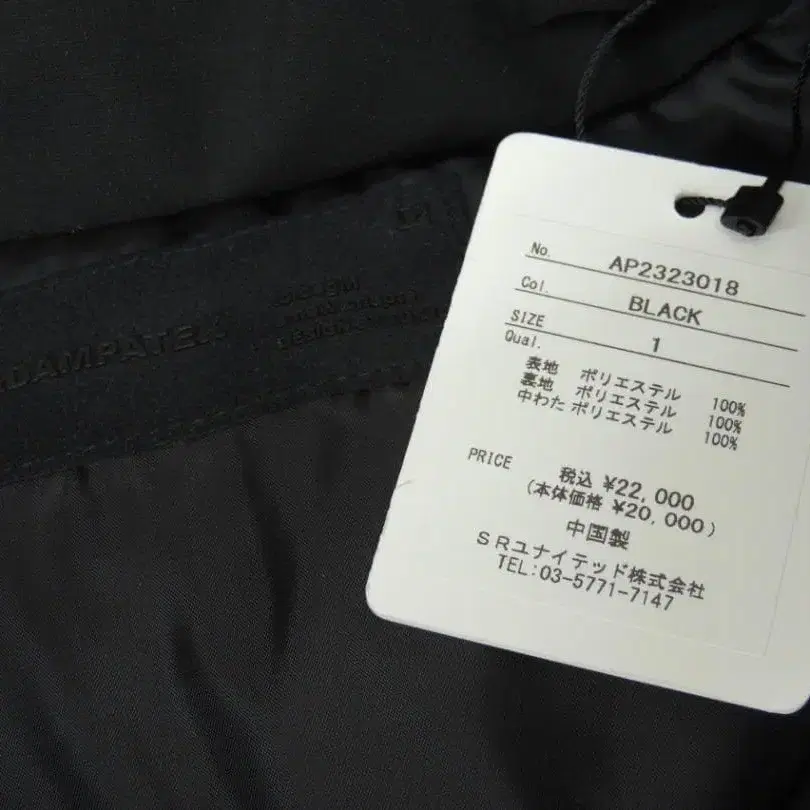 ADAMPATEK
No. AP2323018
Col. BLACK
SIZE 1
Qual.
表地 ポリエステル 100%
裏地 ポリエステル 100%
中わた ポリエステル 100%
PRICE 税込 ¥22,000
(本体価格 ¥20,000)
中国製
SRユナイテッド株式会社
TEL:03-5771-7147